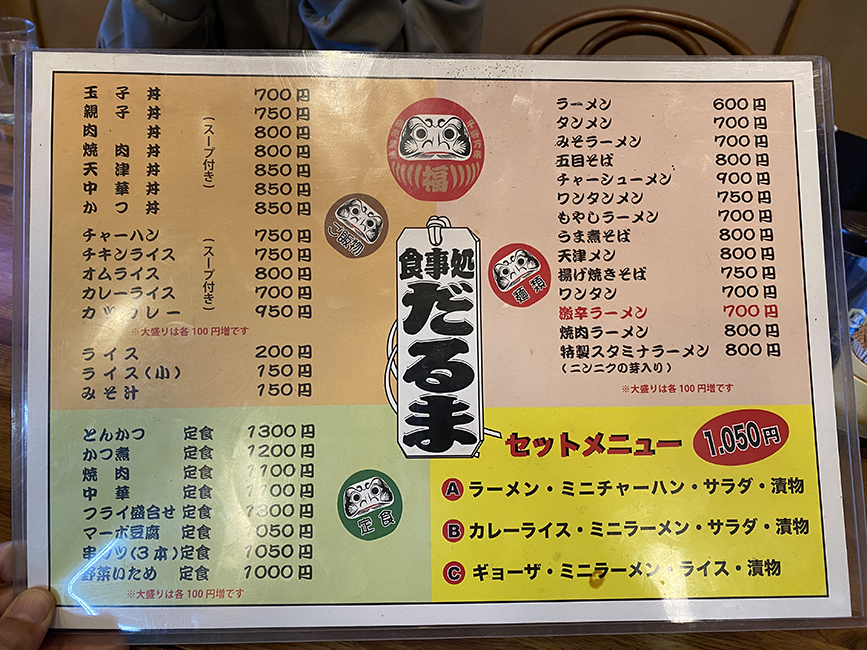 玉子丼 700円
親子丼 750円
肉丼 800円
焼肉丼 800円
天津丼 850円
中華丼 850円
かつ丼 850円
(スープ付き)
チャーハン 750円
チキンライス 750円
オムライス 800円
カレーライス 700円
カツカレー 950円
(スープ付き)
※大盛りは各100円増です
ライス 200円
ライス(小) 150円
みそ汁 150円
とんかつ 定食 1300円
かつ煮 定食 1200円
焼肉 定食 1100円
中華 定食 1100円
フライ盛合せ 定食 1300円
マーボ豆腐 定食 1050円
串カツ(3本)定食 1050円
野菜いため 定食 1000円
※大盛りは各100円増です
福
ご飯物
食事処
だるま
麺類
定食
ラーメン 600円
タンメン 700円
みそラーメン 700円
五目そば 800円
チャーシューメン 900円
ワンタンメン 750円
もやしラーメン 700円
うま煮そば 800円
天津メン 800円
揚げ焼きそば 750円
ワンタン 700円
激辛ラーメン 700円
焼肉ラーメン 800円
特製スタミナラーメン 800円
(ニンニクの芽入り)
※大盛りは各100円増です
セットメニュー 1.050円
A ラーメン・ミニチャーハン・サラダ・漬物
B カレーライス・ミニラーメン・サラダ・漬物
C ギョーザ・ミニラーメン・ライス・漬物